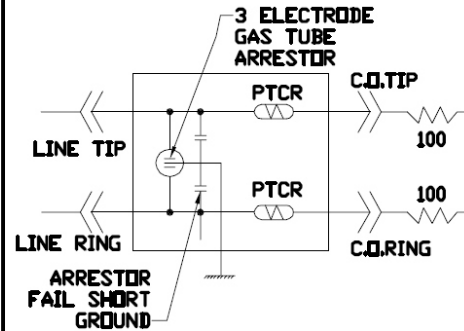 3 ELECTRODE
GAS TUBE
ARRESTOR
PTCR
C.O.TIP
LINE TIP
100
PTCR
100
LINE RING
C.O.RING
ARRESTOR
FAIL SHORT
GROUND